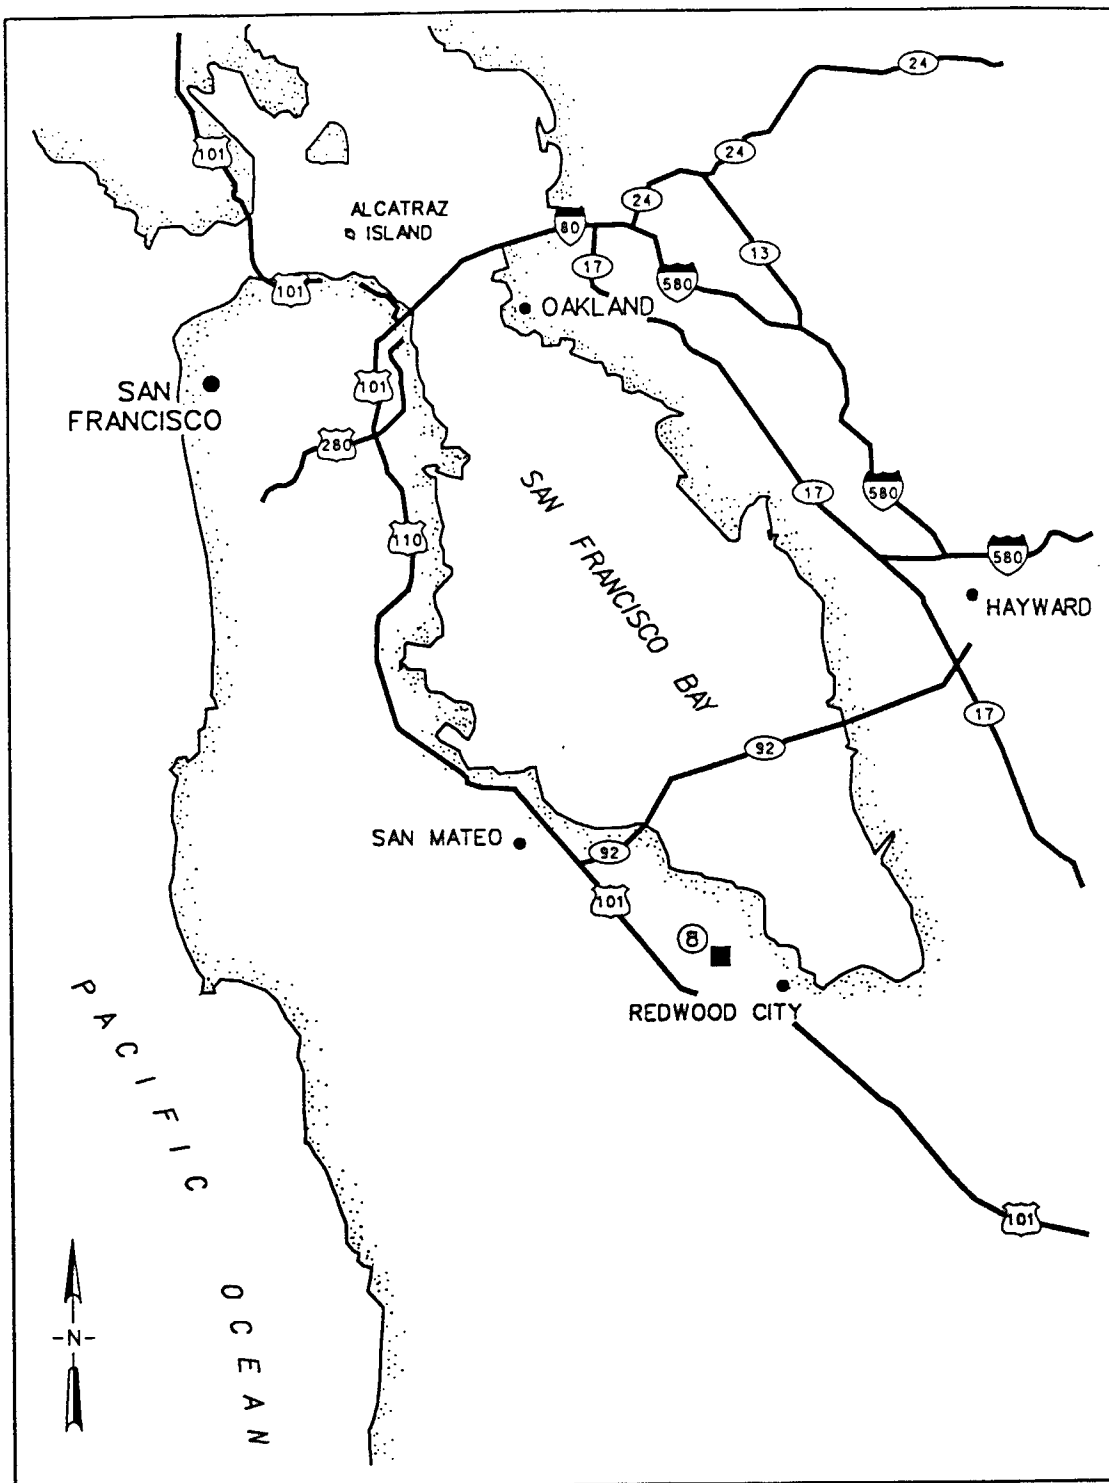 24
101
24
24
ALCATRAZ
ISLAND
80
13
17
580
101
OAKLAND
SAN
FRANCISCO
101
280
17
580
SAN FRANCISCO BAY
110
580
HAYWARD
17
92
SAN MATEO
92
101
8
REDWOOD CITY
PACIFIC OCEAN
101
-N-